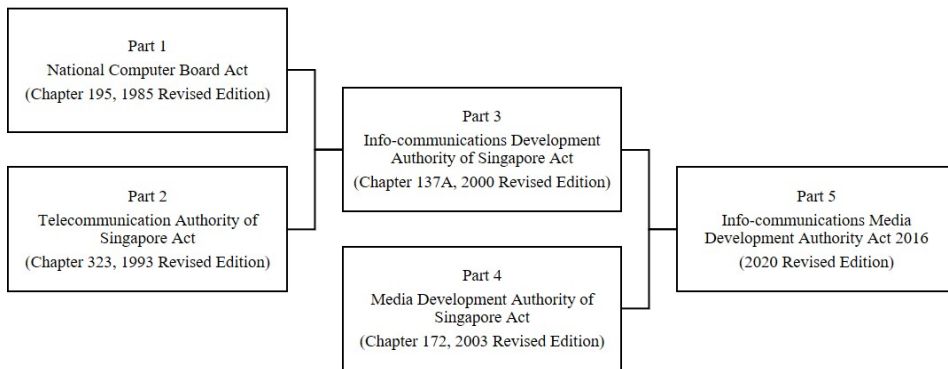 Part 1
National Computer Board Act
(Chapter 195, 1985 Revised Edition)
Part 2
Telecommunication Authority of
Singapore Act
(Chapter 323, 1993 Revised Edition)
Part 3
Info-communications Development
Authority of Singapore Act
(Chapter 137A, 2000 Revised Edition)
Part 4
Media Development Authority of
Singapore Act
(Chapter 172, 2003 Revised Edition)
Part 5
Info-communications Media
Development Authority Act 2016
(2020 Revised Edition)